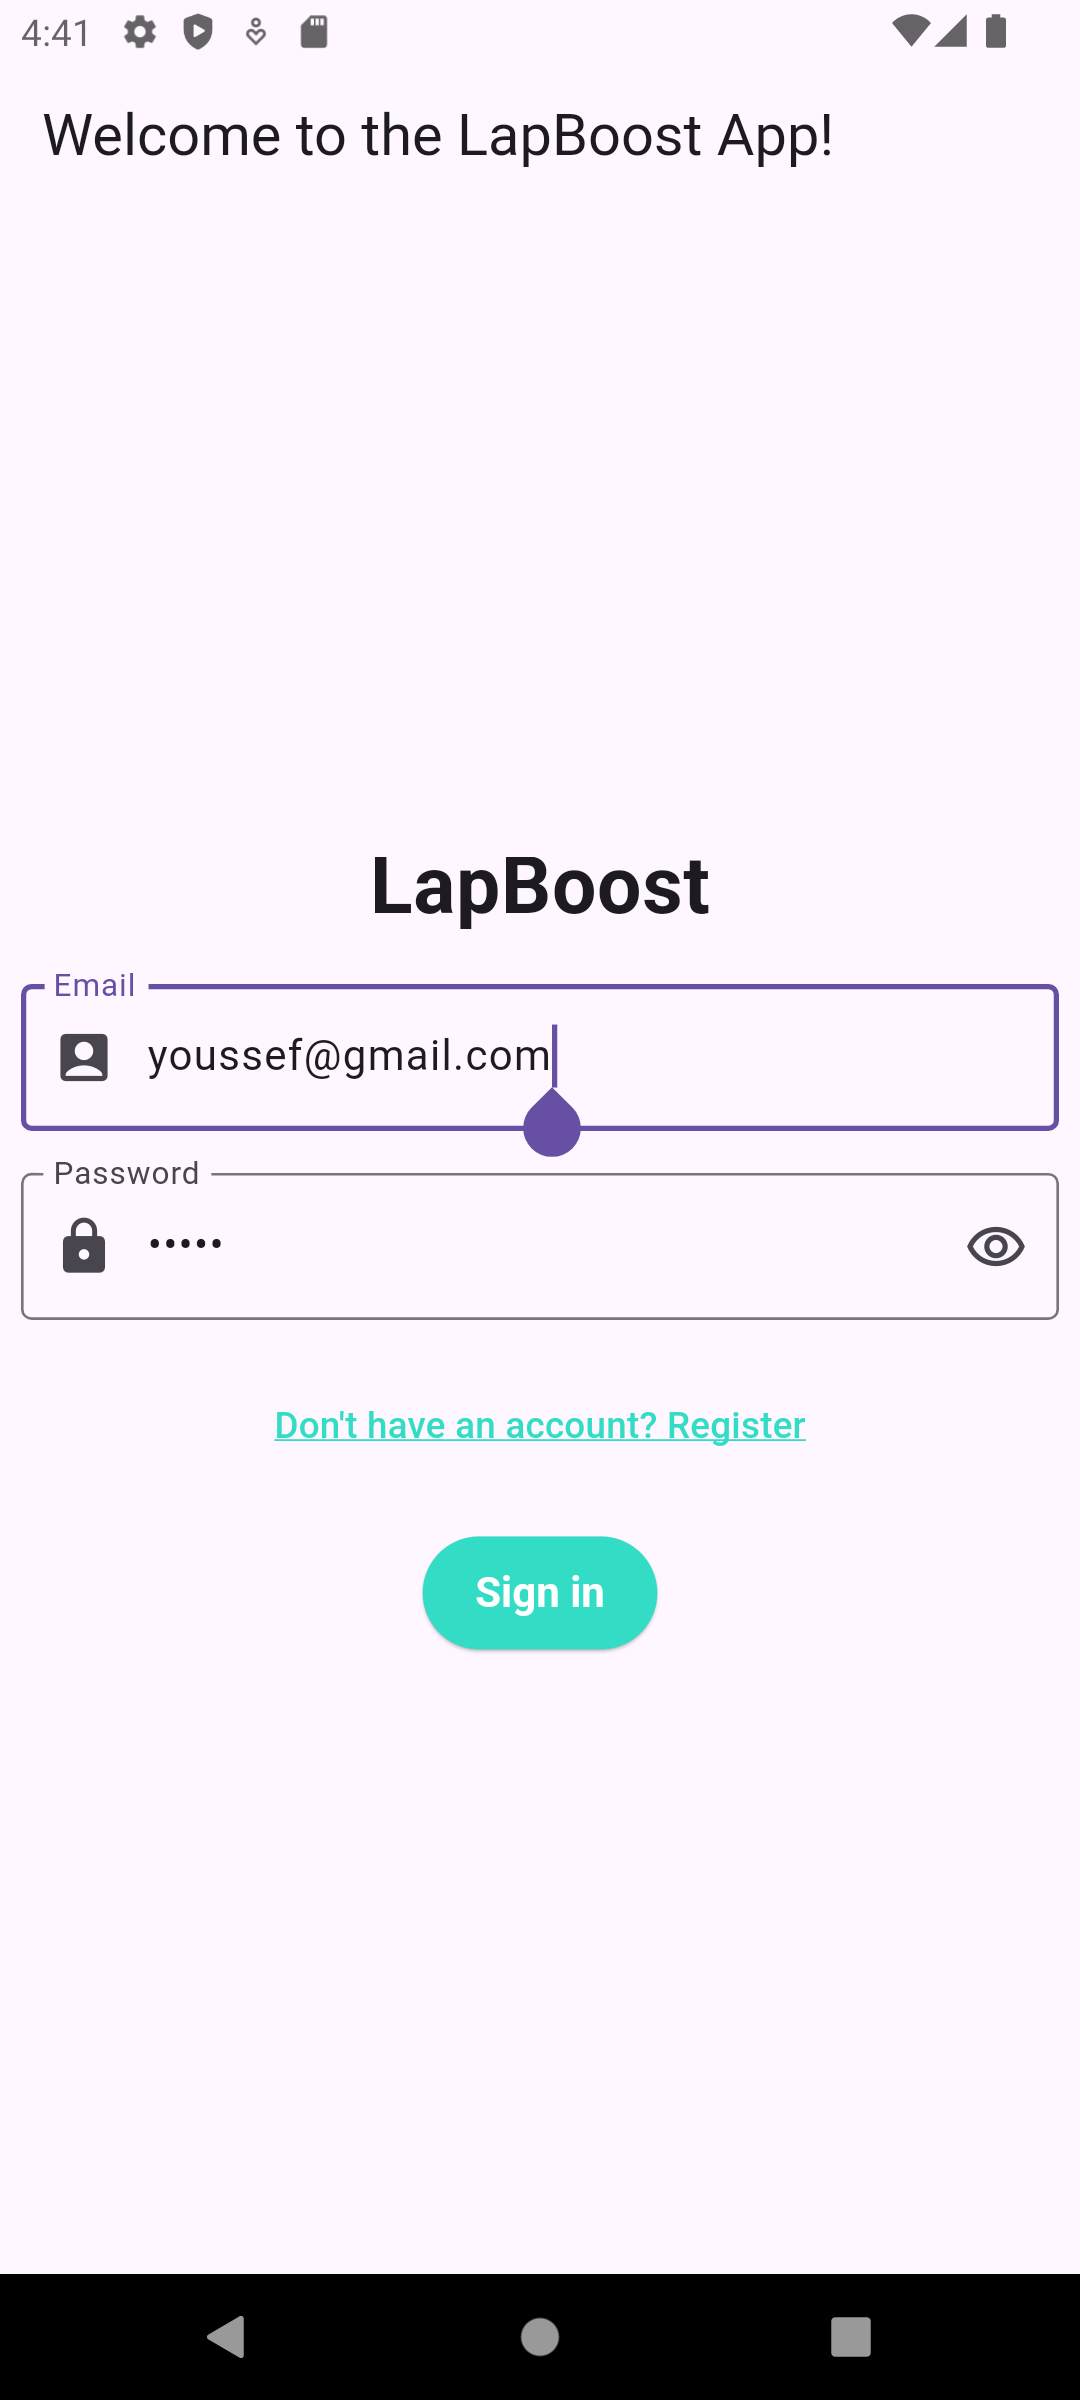 4:41
Welcome to the LapBoost App!
LapBoost
Email
youssef@gmail.com
Password
•••••
Don't have an account? Register
Sign in